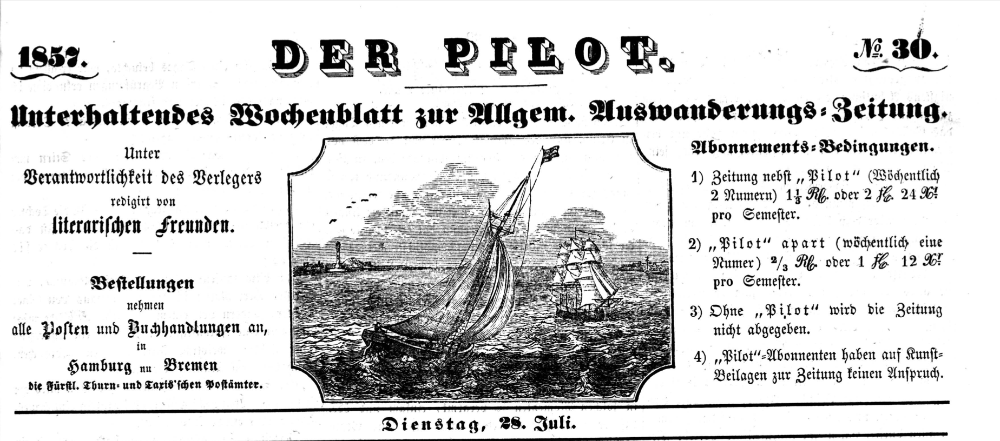 1857.
DER PILOT.
No. 30.
Unterhaltendes Wochenblatt zur Allgem. Auswanderungs-Zeitung.
Unter
Verantwortlichkeit des Verlegers
redigirt von
literarischen Freunden.
Bestellungen
nehmen
alle Posten und Buchhandlungen an,
in
Hamburg nu Bremen
die Fürstl. Thurn- und Taxis'schen Postämter.
Abonnements-Bedingungen.
1) Zeitung nebst „Pilot“ (Wöchentlich
2 Numern) 1⅓ Rℓ. oder 2 fl. 24 Xr
pro Semester.
2) „Pilot“ apart (wöchentlich eine
Numer) 2/3 Rℓ. oder 1 fl. 12 Xr
pro Semester.
3) Ohne „Pilot“ wird die Zeitung
nicht abgegeben.
4) „Pilot“-Abonnenten haben auf Kunst-
Beilagen zur Zeitung keinen Anspruch.
Dienstag, 28. Juli.